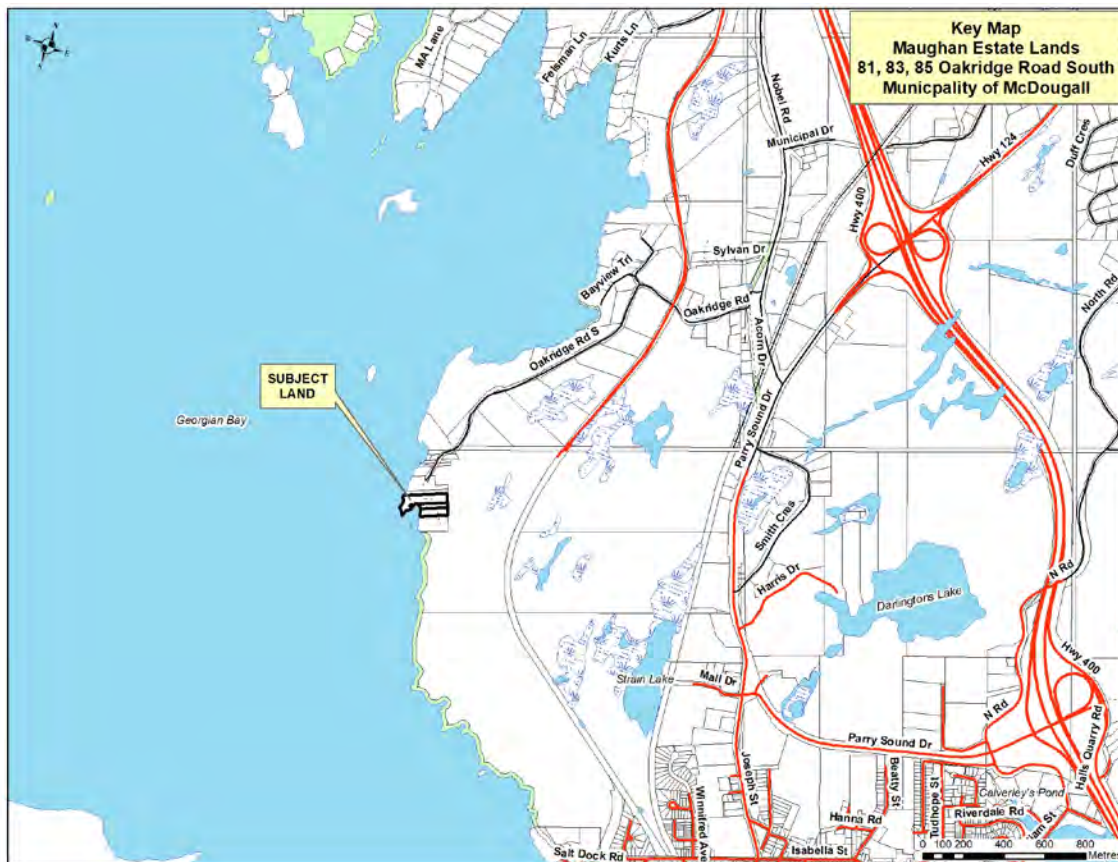 Key Map
Maughan Estate Lands
81, 83, 85 Oakridge Road South
Municpality of McDougall
MA Lane
Felsman Ln
Kurts Ln
Nobel Rd
Municipal Dr
Hwy 400
Hwy 124
Duff Cres
Sylvan Dr
Bayview Trl
Oakridge Rd
Acorn Dr
North Rd
Oakridge Rd S
SUBJECT
LAND
Georgian Bay
Parry Sound Dr
Smith Cres
Harris Dr
N Rd
Darlingtons Lake
Hwy 400
Strain Lake
Mall Dr
N Rd
Halls Quarry Rd
Parry Sound Dr
Joseph St
Beatty St
Winnifred Ave
Tudhope St
Calverley's Pond
Hanna Rd
Riverdale Rd
iam St
Salt Dock Rd
Isabella St
0 100 200 400 600 800
Metres